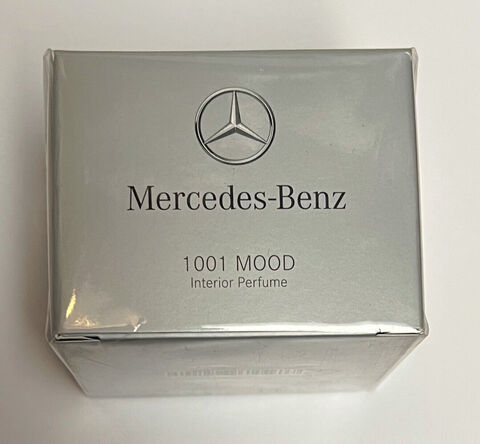 Mercedes-Benz
1001 MOOD
Interior Perfume